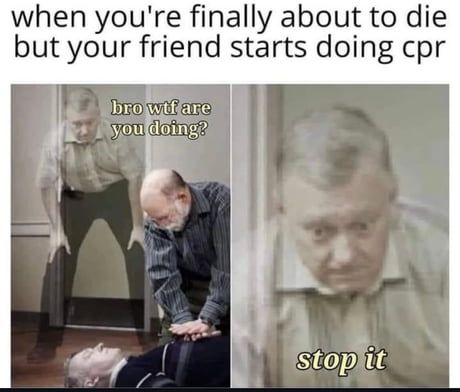 when you're finally about to die
but your friend starts doing cpr
bro wtf are
you doing?
stop it